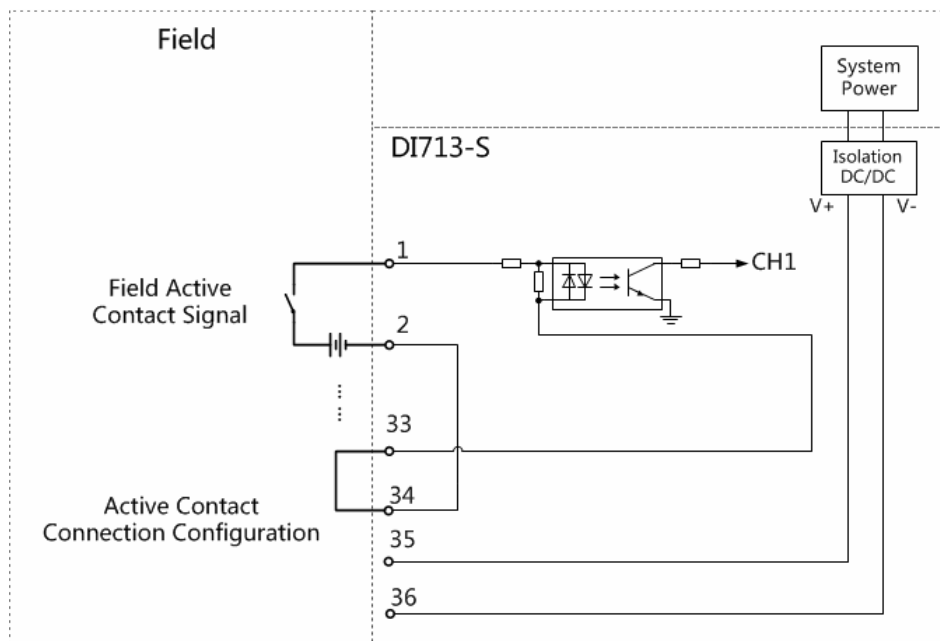 Field
System
Power
DI713-S
Isolation
DC/DC
V+
V-
1
CH1
Field Active
Contact Signal
2
33
34
Active Contact
Connection Configuration
35
36